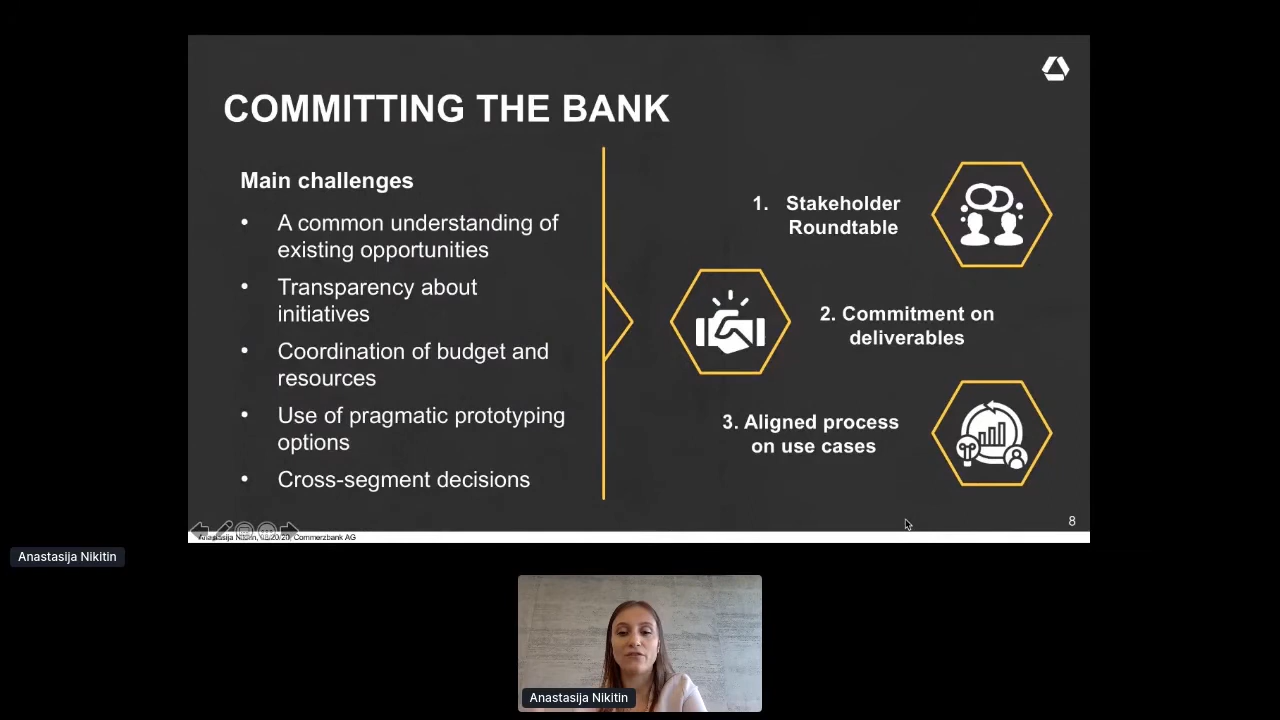 COMMITTING THE BANK
Main challenges
• A common understanding of
existing opportunities
• Transparency about
initiatives
• Coordination of budget and
resources
• Use of pragmatic prototyping
options
• Cross-segment decisions
1. Stakeholder
Roundtable
2. Commitment on
deliverables
3. Aligned process
on use cases
8
Anastasija Nikitin, Commerzbank AG
Anastasija Nikitin
Anastasija Nikitin